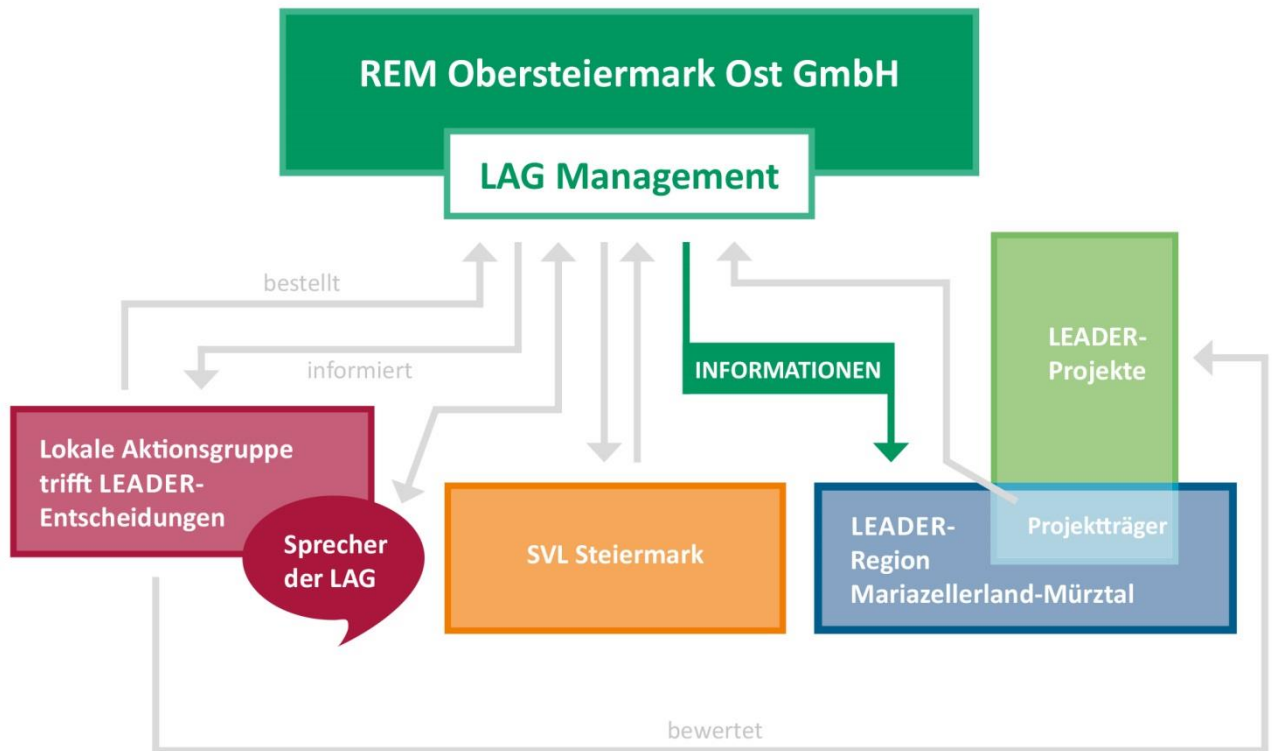 REM Obersteiermark Ost GmbH
LAG Management
bestellt
informiert
INFORMATIONEN
LEADER-
Projekte
Lokale Aktionsgruppe
trifft LEADER-
Entscheidungen
Sprecher
der LAG
SVL Steiermark
LEADER-
Region
Mariazellerland-Mürztal
Projektträger
bewertet